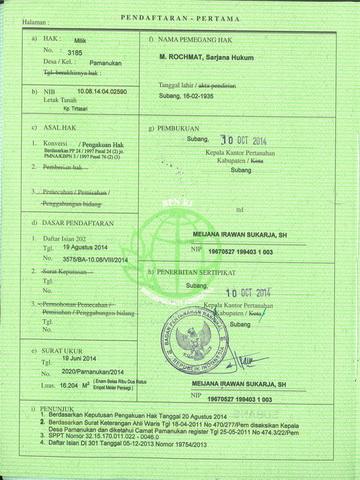 PENDAFTARAN - PERTAMA
Halaman :
a) HAK : Milik
No. : 3185
Desa / Kel. : Pamanukan
Tgl. berakhirnya hak :
b) NIB 10.08.14.04.02590
Letak Tanah
Kp. Tirtasari
c) ASAL HAK
1. Konversi / Pengakuan Hak
Berdasarkan PP 24 / 1997 Pasal 24 (2) jo.
PMNA/KBPN 3 / 1997 Pasal 76 (2) (3)
2. Pemberian hak
3. Pemecahan / Pemisahan /
Penggabungan bidang
d) DASAR PENDAFTARAN
1. Daftar Isian 202
Tgl. 19 Agustus 2014
No. 3575/BA-10.08/VIII/2014
2. Surat Keputusan
Tgl.
No.
3. Permohonan Pemecahan /
Pemisahan / Penggabungan bidang
Tgl.
No.
e) SURAT UKUR
19 Juni 2014
Tgl.
No. 2020/Pamanukan/2014
Luas. 16.204 M² ( Enam Belas Ribu Dua Ratus
Empat Meter Persegi )
f) NAMA PEMEGANG HAK
M. ROCHMAT, Sarjana Hukum
Tanggal lahir / akta pendirian
Subang, 16-02-1935
g) PEMBUKUAN
Subang, 10 OCT 2014
Kepala Kantor Pertanahan
Kabupaten / Kota
Subang
ttd
MEIJANA IRAWAN SUKARJA, SH
NIP 19670527 199403 1 003
h) PENERBITAN SERTIPIKAT
Subang,
10 OCT 2014
Kepala Kantor Pertanahan
Kabupaten / Kota
Subang
BADAN PERTANAHAN NASIONAL
REPUBLIK INDONESIA
MEIJANA IRAWAN SUKARJA, SH
NIP 19670527 199403 1 003
i) PENUNJUK
1. Berdasarkan Keputusan Pengakuan Hak Tanggal 20 Agustus 2014
2. Berdasarkan Surat Keterangan Ahli Waris Tgl 18-04-2011 No 470/277/Pem disaksikan Kepala
Desa Pamanukan dan diketahui Camat Pamanukan register Tgl 25-05-2011 No 474.3/22/Pem
3. SPPT Nomor 32.15.170.011.022 - 0046.0
4. Daftar Isian DI 301 Tanggal 05-12-2013 Nomor 19754/2013